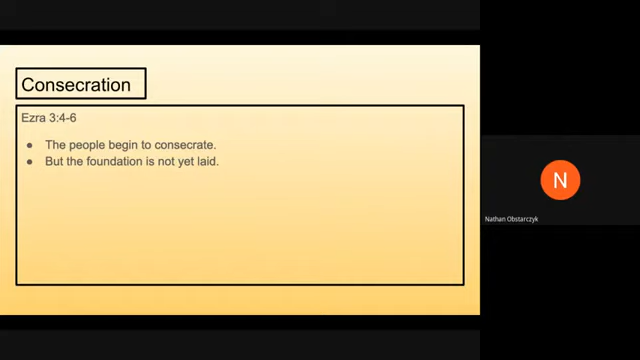 Consecration
Ezra 3:4-6
● The people begin to consecrate.
● But the foundation is not yet laid.
N
Nathan Obstarczyk